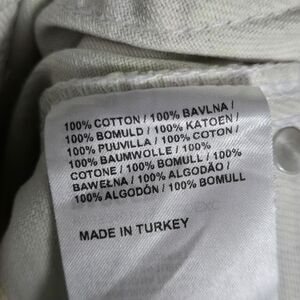 100% COTTON / 100% BAVLNA /
100% BOMULD / 100% KATOEN /
100% PUUVILLA / 100% COTON /
100% BAUMWOLLE / 100%
COTONE / 100% BOMULL / 100%
BAWEŁNA / 100% ALGODÃO /
100% ALGODÓN / 100% BOMULL
MADE IN TURKEY